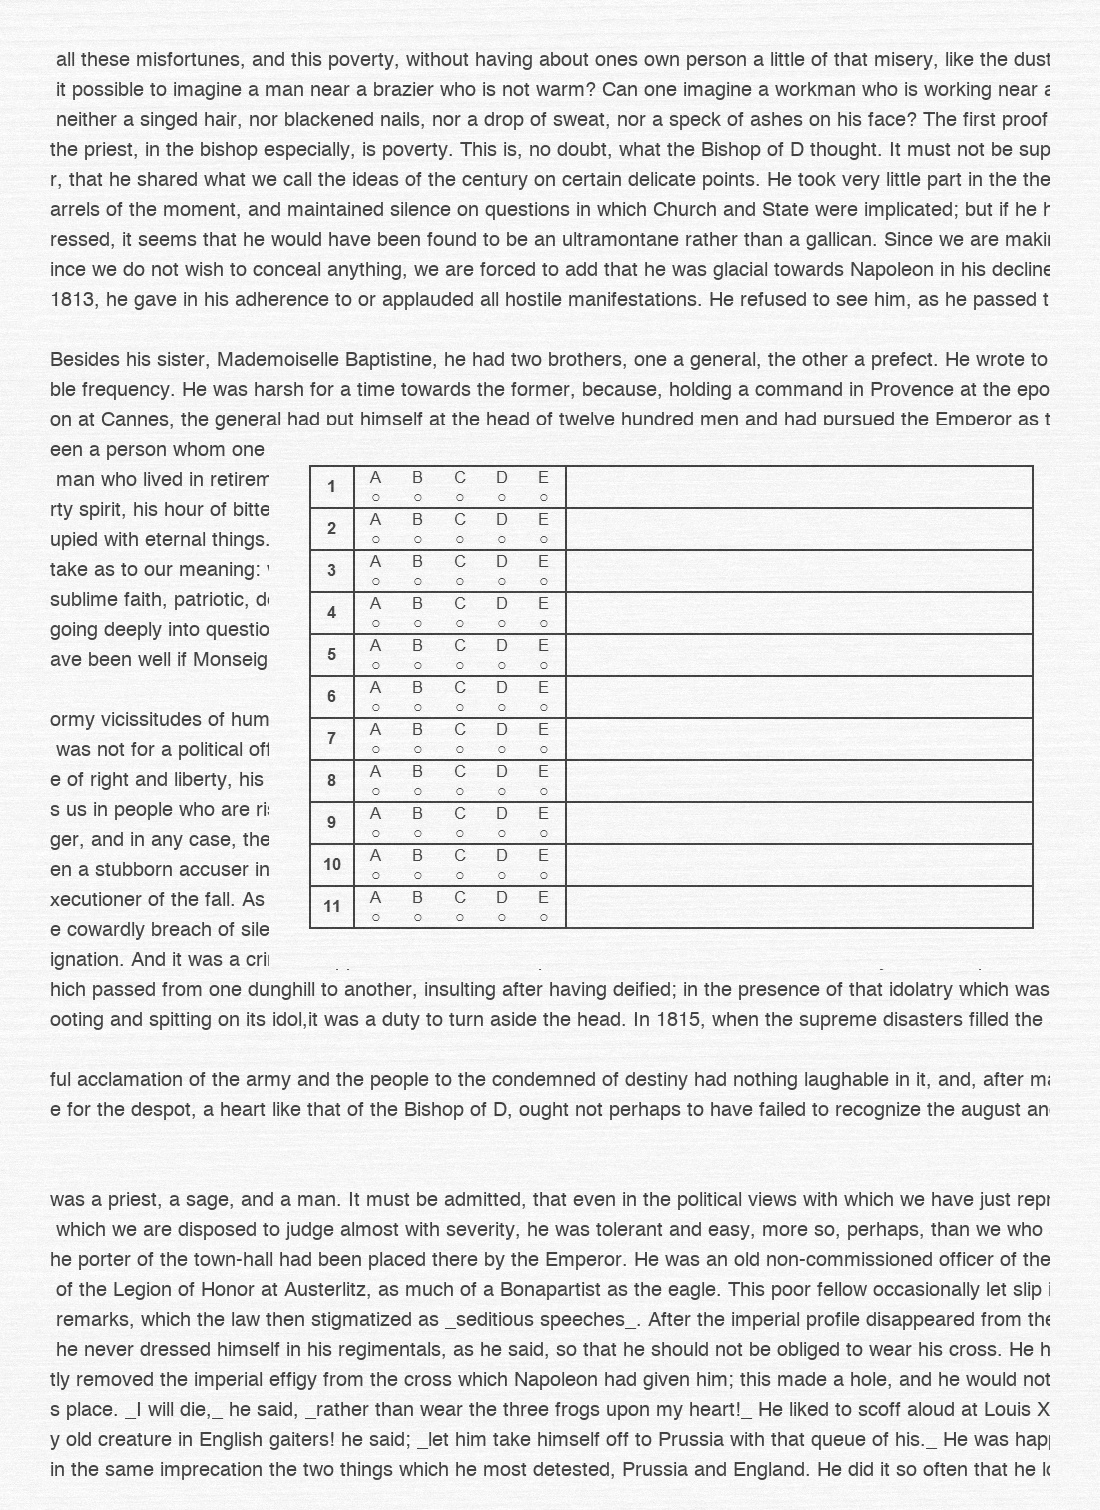 all these misfortunes, and this poverty, without having about ones own person a little of that misery, like the dust
it possible to imagine a man near a brazier who is not warm? Can one imagine a workman who is working near a
neither a singed hair, nor blackened nails, nor a drop of sweat, nor a speck of ashes on his face? The first proof
the priest, in the bishop especially, is poverty. This is, no doubt, what the Bishop of D thought. It must not be sup
r, that he shared what we call the ideas of the century on certain delicate points. He took very little part in the the
arrels of the moment, and maintained silence on questions in which Church and State were implicated; but if he h
ressed, it seems that he would have been found to be an ultramontane rather than a gallican. Since we are makin
ince we do not wish to conceal anything, we are forced to add that he was glacial towards Napoleon in his decline
1813, he gave in his adherence to or applauded all hostile manifestations. He refused to see him, as he passed t
Besides his sister, Mademoiselle Baptistine, he had two brothers, one a general, the other a prefect. He wrote to
ble frequency. He was harsh for a time towards the former, because, holding a command in Provence at the epo
on at Cannes, the general had put himself at the head of twelve hundred men and had pursued the Emperor as t
een a person whom one
man who lived in retirem
rty spirit, his hour of bitte
upied with eternal things.
take as to our meaning:
sublime faith, patriotic, de
going deeply into questio
ave been well if Monseig
ormy vicissitudes of hum
was not for a political off
e of right and liberty, his
s us in people who are ris
ger, and in any case, the
en a stubborn accuser in
xecutioner of the fall. As
e cowardly breach of sile
ignation. And it was a crim
1 A B C D E
2 A B C D E
3 A B C D E
4 A B C D E
5 A B C D E
6 A B C D E
7 A B C D E
8 A B C D E
9 A B C D E
10 A B C D E
11 A B C D E
hich passed from one dunghill to another, insulting after having deified; in the presence of that idolatry which was
ooting and spitting on its idol,it was a duty to turn aside the head. In 1815, when the supreme disasters filled the
ful acclamation of the army and the people to the condemned of destiny had nothing laughable in it, and, after ma
e for the despot, a heart like that of the Bishop of D, ought not perhaps to have failed to recognize the august an
was a priest, a sage, and a man. It must be admitted, that even in the political views with which we have just repr
which we are disposed to judge almost with severity, he was tolerant and easy, more so, perhaps, than we who
he porter of the town-hall had been placed there by the Emperor. He was an old non-commissioned officer of the
of the Legion of Honor at Austerlitz, as much of a Bonapartist as the eagle. This poor fellow occasionally let slip i
remarks, which the law then stigmatized as _seditious speeches_. After the imperial profile disappeared from the
he never dressed himself in his regimentals, as he said, so that he should not be obliged to wear his cross. He h
tly removed the imperial effigy from the cross which Napoleon had given him; this made a hole, and he would not
s place. _I will die,_ he said, _rather than wear the three frogs upon my heart!_ He liked to scoff aloud at Louis X
y old creature in English gaiters! he said; _let him take himself off to Prussia with that queue of his._ He was hap
in the same imprecation the two things which he most detested, Prussia and England. He did it so often that he lo